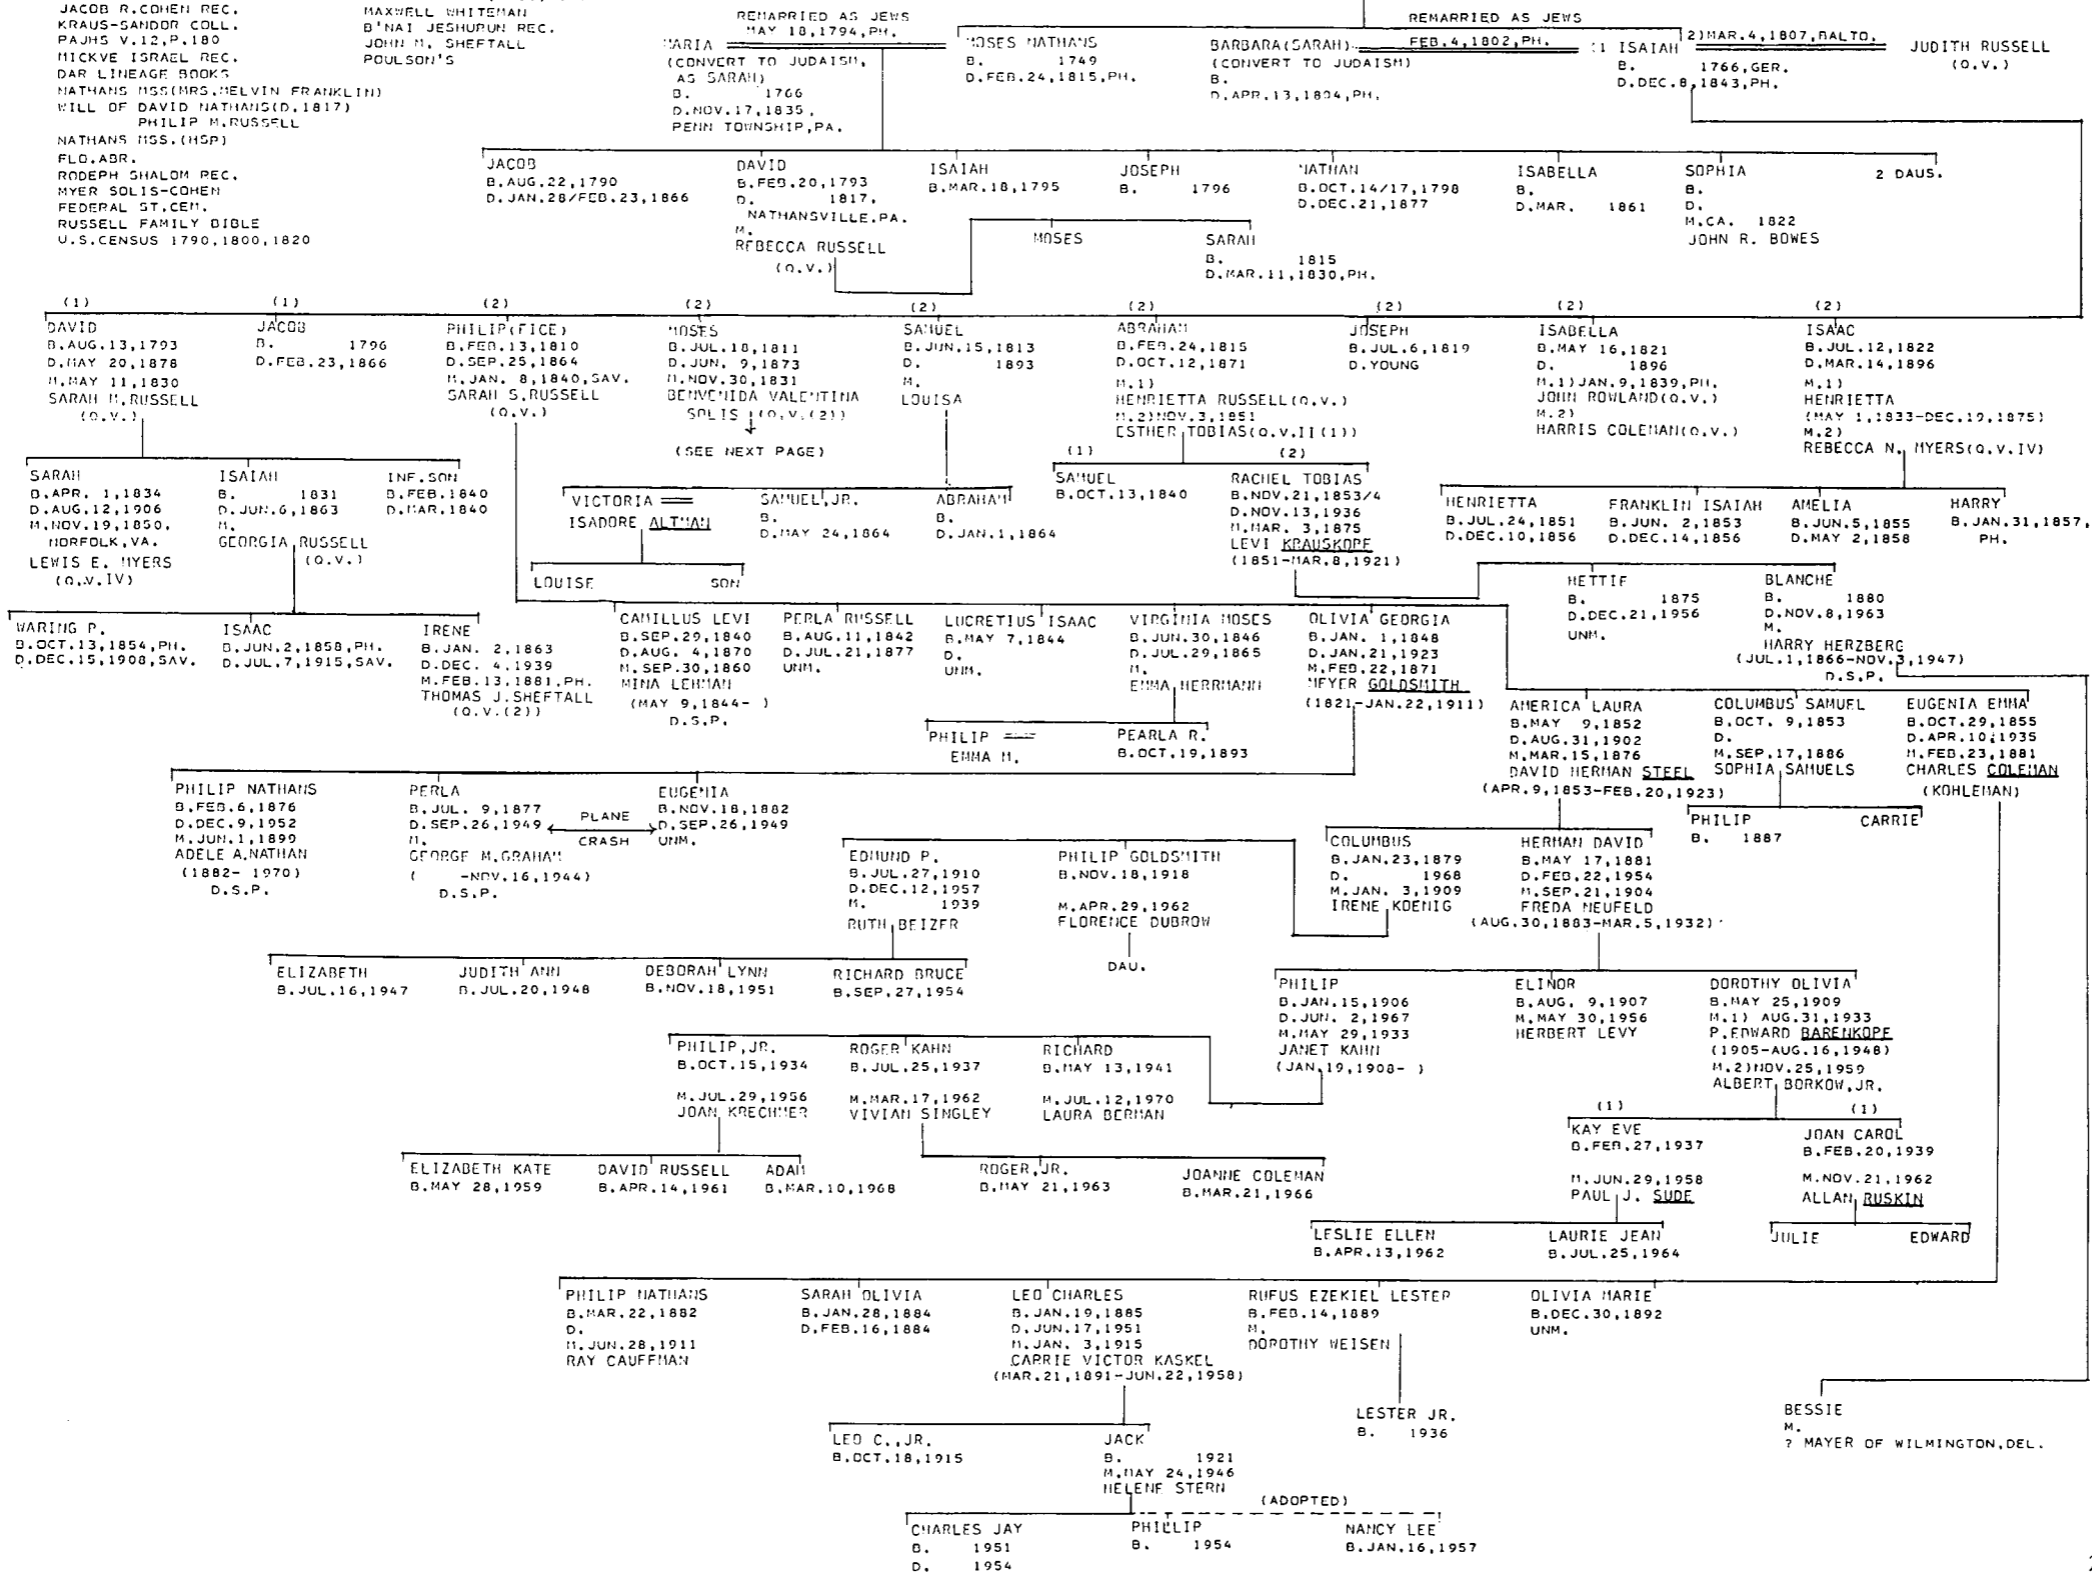 JACOB R.COHEN REC.
KRAUS-SANDOR COLL.
PAJHS V.12,P.180
MICKVE ISRAEL REC.
DAR LINEAGE BOOKS
NATHANS MSS(MRS.MELVIN FRANKLIN)
WILL OF DAVID NATHANS(D.1817)
PHILIP M.RUSSELL
NATHANS MSS.(HSP)
FLO.ABR.
RODEPH SHALOM REC.
MYER SOLIS-COHEN
FEDERAL ST.CEM.
RUSSELL FAMILY BIBLE
U.S.CENSUS 1790,1800,1820
MAXWELL WHITEMAN
B'NAI JESHURUN REC.
JOHN M. SHEFTALL
POULSON'S
MARIA
(CONVERT TO JUDAISM,
AS SARAH)
B. 1766
D.NOV.17,1835,
PENN TOWNSHIP,PA.
REMARRIED AS JEWS
MAY 18,1794,PH.
MOSES NATHANS
B. 1749
D.FEB.24,1815,PH.
BARBARA(SARAH)
(CONVERT TO JUDAISM)
B.
D.APR.13,1804,PH.
REMARRIED AS JEWS
FEB.4,1802,PH.
(1 ISAIAH
B. 1766,GER.
D.DEC.8,1843,PH.
2)MAR.4,1807,BALTO.
JUDITH RUSSELL
(Q.V.)
JACOB
B.AUG.22,1790
D.JAN.28/FEB.23,1866
DAVID
B.FEB.20,1793
D. 1817,
NATHANSVILLE,PA.
M.
REBECCA RUSSELL
(Q.V.)
ISAIAH
B.MAR.18,1795
JOSEPH
B. 1796
NATHAN
B.OCT.14/17,1798
D.DEC.21,1877
ISABELLA
B.
D.MAR. 1861
SOPHIA
B.
D.
M.CA. 1822
JOHN R. BOWES
2 DAUS.
MOSES
SARAH
B. 1815
D.MAR.11,1830,PH.
(1)
DAVID
B.AUG.13,1793
D.MAY 20,1878
M.MAY 11,1830
SARAH M.RUSSELL
(Q.V.)
(1)
JACOB
B. 1796
D.FEB.23,1866
(2)
PHILIP(FICE)
B.FEB.13,1810
D.SEP.25,1864
M.JAN. 8,1840,SAV.
SARAH S.RUSSELL
(Q.V.)
(2)
MOSES
B.JUL.18,1811
D.JUN. 9,1873
M.NOV.30,1831
BENVENIDA VALENTINA
SOLIS (Q.V.(2))
(SEE NEXT PAGE)
(2)
SAMUEL
B.JUN.15,1813
D. 1893
M.
LOUISA
(2)
ABRAHAM
B.FEB.24,1815
D.OCT.12,1871
M.1)
HENRIETTA RUSSELL(Q.V.)
M.2)NOV.3,1851
ESTHER TOBIAS(Q.V.II(1))
(2)
JOSEPH
B.JUL.6,1819
D.YOUNG
(2)
ISABELLA
B.MAY 16,1821
D. 1896
M.1)JAN.9,1839,PH.
JOHN ROWLAND(Q.V.)
M.2)
HARRIS COLEMAN(Q.V.)
(2)
ISAAC
B.JUL.12,1822
D.MAR.14,1896
M.1)
HENRIETTA
(MAY 1,1833-DEC.19,1875)
M.2)
REBECCA N. MYERS(Q.V.IV)
SARAH
B.APR. 1,1834
D.AUG.12,1906
M.NOV.19,1850,
NORFOLK,VA.
LEWIS E. MYERS
(Q.V.IV)
ISAIAH
B. 1831
D.JUN.6,1863
M.
GEORGIA RUSSELL
(Q.V.)
INF.SON
B.FEB.1840
D.MAR.1840
VICTORIA
ISADORE ALTMAN
SAMUEL,JR.
B.
D.MAY 24,1864
ABRAHAM
B.
D.JAN.1,1864
(1)
SAMUEL
B.OCT.13,1840
(2)
RACHEL TOBIAS
B.NOV.21,1853/4
D.NOV.13,1936
M.MAR. 3,1875
LEVI KRAUSKOPF
(1851-MAR.8,1921)
HENRIETTA
B.JUL.24,1851
D.DEC.10,1856
FRANKLIN ISAIAH
B.JUN. 2,1853
D.DEC.14,1856
AMELIA
B.JUN.5,1855
D.MAY 2,1858
HARRY
B.JAN.31,1857,
PH.
LOUISE
SON
HETTIE
B. 1875
D.DEC.21,1956
UNM.
BLANCHE
B. 1880
D.NOV.8,1963
M.
HARRY HERZBERG
(JUL.1,1866-NOV.3,1947)
D.S.P.
WARING P.
B.OCT.13,1854,PH.
D.DEC.15,1908,SAV.
ISAAC
B.JUN.2,1858,PH.
D.JUL.7,1915,SAV.
IRENE
B.JAN. 2,1863
D.DEC. 4,1939
M.FEB.13,1881,PH.
THOMAS J.SHEFTALL
(Q.V.(2))
CAMILLUS LEVI
B.SEP.29,1840
D.AUG. 4,1870
M.SEP.30,1860
MINA LEHMAN
(MAY 9,1844- )
D.S.P.
PERLA RUSSELL
B.AUG.11,1842
D.JUL.21,1877
UNM.
LUCRETIUS ISAAC
B.MAY 7,1844
D.
UNM.
VIRGINIA MOSES
B.JUN.30,1846
D.JUL.29,1865
M.
EMMA HERRMANN
OLIVIA GEORGIA
B.JAN. 1,1848
D.JAN.21,1923
M.FEB.22,1871
MEYER GOLDSMITH
(1821-JAN.22,1911)
PHILIP
EMMA M.
PEARLA R.
B.OCT.19,1893
AMERICA LAURA
B.MAY 9,1852
D.AUG.31,1902
M.MAR.15,1876
DAVID HERMAN STEEL
(APR.9,1853-FEB.20,1923)
COLUMBUS SAMUEL
B.OCT. 9,1853
D.
M.SEP.17,1886
SOPHIA SAMUELS
EUGENIA EMMA
B.OCT.29,1855
D.APR.10,1935
M.FEB.23,1881
CHARLES COLEMAN
(KOHLEMAN)
PHILIP NATHANS
B.FEB.6,1876
D.DEC.9,1952
M.JUN.1,1899
ADELE A.NATHAN
(1882- 1970)
D.S.P.
PERLA
B.JUL. 9,1877
D.SEP.26,1949
M.
GEORGE M.GRAHAM
( -NOV.16,1944)
D.S.P.
PLANE
CRASH
EUGENIA
B.NOV.18,1882
D.SEP.26,1949
UNM.
PHILIP
B. 1887
CARRIE
EDMUND P.
B.JUL.27,1910
D.DEC.12,1957
M. 1939
RUTH BEIZER
PHILIP GOLDSMITH
B.NOV.18,1918
M.APR.29,1962
FLORENCE DUBROW
DAU.
COLUMBUS
B.JAN.23,1879
D. 1968
M.JAN. 3,1909
IRENE KOENIG
HERMAN DAVID
B.MAY 17,1881
D.FEB.22,1954
M.SEP.21,1904
FREDA NEUFELD
(AUG.30,1883-MAR.5,1932)
ELIZABETH
B.JUL.16,1947
JUDITH ANN
B.JUL.20,1948
DEBORAH LYNN
B.NOV.18,1951
RICHARD BRUCE
B.SEP.27,1954
PHILIP
B.JAN.15,1906
D.JUN. 2,1967
M.MAY 29,1933
JANET KAHN
(JAN.19,1908- )
ELINOR
B.AUG. 9,1907
M.MAY 30,1956
HERBERT LEVY
DOROTHY OLIVIA
B.MAY 25,1909
M.1) AUG.31,1933
P.EDWARD BARENKOPF
(1905-AUG.16,1948)
M.2)NOV.25,1959
ALBERT BORKOW,JR.
PHILIP,JR.
B.OCT.15,1934
M.JUL.29,1956
JOAN KRECHMER
ROGER KAHN
B.JUL.25,1937
M.MAR.17,1962
VIVIAN SINGLEY
RICHARD
B.MAY 13,1941
M.JUL.12,1970
LAURA BERMAN
(1)
KAY EVE
B.FEB.27,1937
M.JUN.29,1958
PAUL J. SUDE
(1)
JOAN CAROL
B.FEB.20,1939
M.NOV.21,1962
ALLAN RUSKIN
ELIZABETH KATE
B.MAY 28,1959
DAVID RUSSELL
B.APR.14,1961
ADAM
B.MAR.10,1968
ROGER,JR.
B.MAY 21,1963
JOANNE COLEMAN
B.MAR.21,1966
LESLIE ELLEN
B.APR.13,1962
LAURIE JEAN
B.JUL.25,1964
JULIE
EDWARD
PHILIP NATHANS
B.MAR.22,1882
D.
M.JUN.28,1911
RAY CAUFFMAN
SARAH OLIVIA
B.JAN.28,1884
D.FEB.16,1884
LEO CHARLES
B.JAN.19,1885
D.JUN.17,1951
M.JAN. 3,1915
CARRIE VICTOR KASKEL
(MAR.21,1891-JUN.22,1958)
RUFUS EZEKIEL LESTER
B.FEB.14,1889
M.
DOROTHY WEISEN
OLIVIA MARIE
B.DEC.30,1892
UNM.
LESTER JR.
B. 1936
BESSIE
M.
? MAYER OF WILMINGTON,DEL.
LEO C.,JR.
B.OCT.18,1915
JACK
B. 1921
M.MAY 24,1946
HELENE STERN
(ADOPTED)
CHARLES JAY
B. 1951
D. 1954
PHILLIP
B. 1954
NANCY LEE
B.JAN.16,1957